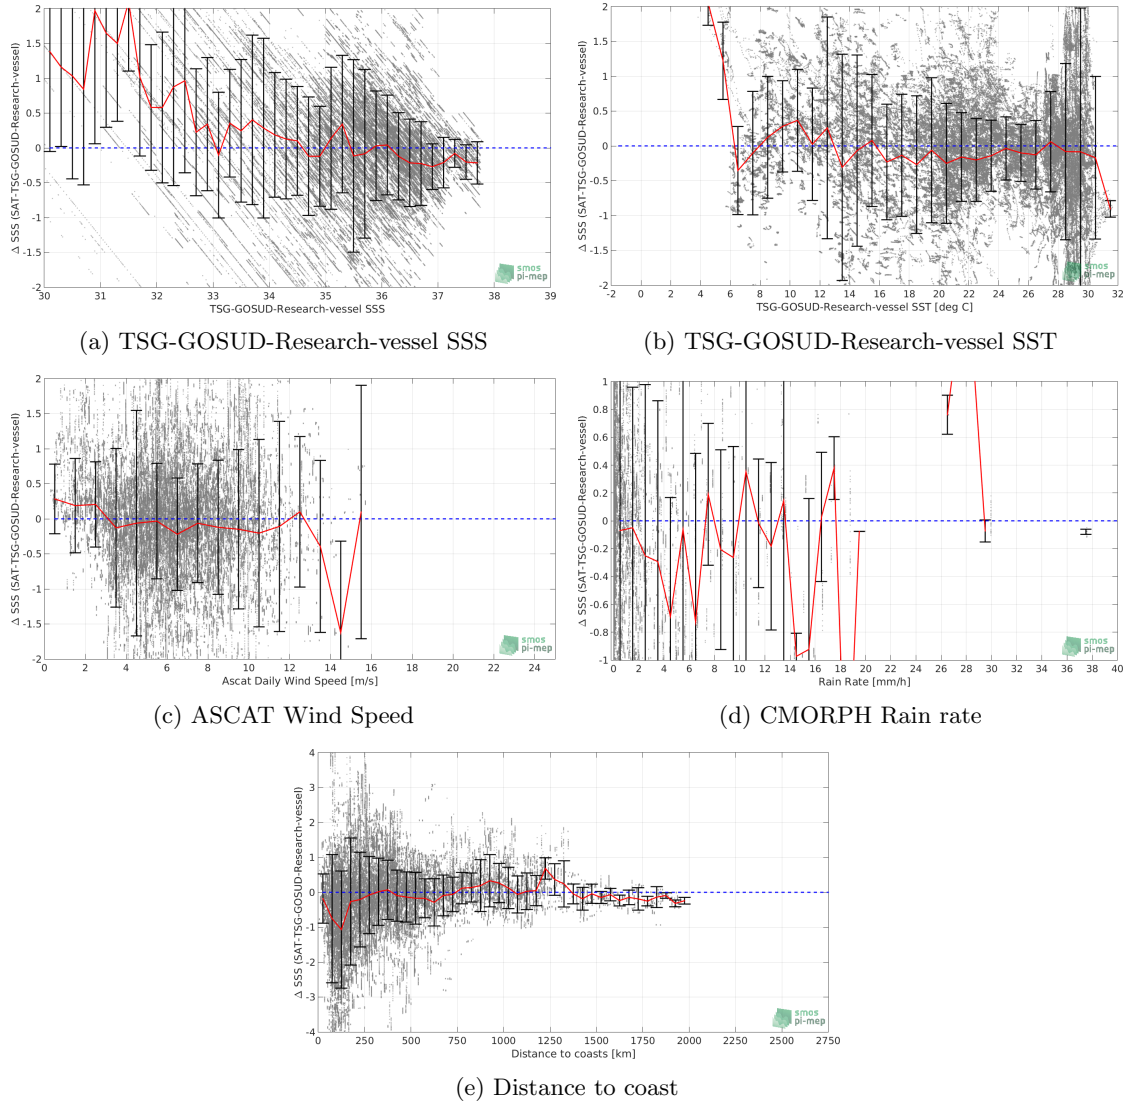 Δ SSS (SAT-TSG-GOSUD-Research-vessel)
2
1.5
1
0.5
0
-0.5
-1
-1.5
-2
30 31 32 33 34 35 36 37 38 39
TSG-GOSUD-Research-vessel SSS
smos
pi-mep
(a) TSG-GOSUD-Research-vessel SSS
Δ SSS (SAT-TSG-GOSUD-Research-vessel)
2
1.5
1
0.5
0
-0.5
-1
-1.5
-2
-2 0 2 4 6 8 10 12 14 16 18 20 22 24 26 28 30 32
TSG-GOSUD-Research-vessel SST [deg C]
smos
pi-mep
(b) TSG-GOSUD-Research-vessel SST
Δ SSS (SAT-TSG-GOSUD-Research-vessel)
2
1.5
1
0.5
0
-0.5
-1
-1.5
-2
0 2 4 6 8 10 12 14 16 18 20 22 24
Ascat Daily Wind Speed [m/s]
smos
pi-mep
(c) ASCAT Wind Speed
Δ SSS (SAT-TSG-GOSUD-Research-vessel)
1
0.8
0.6
0.4
0.2
0
-0.2
-0.4
-0.6
-0.8
-1
0 2 4 6 8 10 12 14 16 18 20 22 24 26 28 30 32 34 36 38 40
Rain Rate [mm/h]
smos
pi-mep
(d) CMORPH Rain rate
Δ SSS (SAT-TSG-GOSUD-Research-vessel)
4
3
2
1
0
-1
-2
-3
-4
0 250 500 750 1000 1250 1500 1750 2000 2250 2500 2750
Distance to coasts [km]
smos
pi-mep
(e) Distance to coast